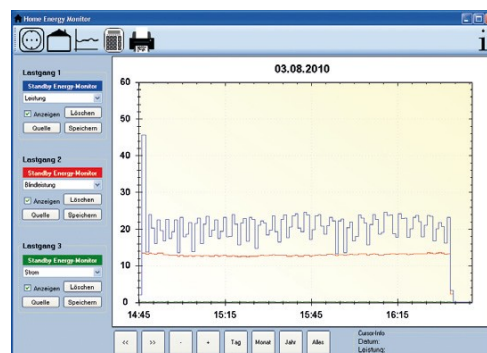 Home Energy Monitor
i
Lastgang 1
Standby Energy-Monitor
Leistung
Anzeigen Löschen
Quelle Speichern
Lastgang 2
Standby Energy-Monitor
Blindleistung
Anzeigen Löschen
Quelle Speichern
Lastgang 3
Standby Energy-Monitor
Strom
Anzeigen Löschen
Quelle Speichern
03.08.2010
60
50
40
30
20
10
0
14:45 15:15 15:45 16:15
<< >> - + Tag Monat Jahr Alles
Cursor-Info
Datum:
Leistung: